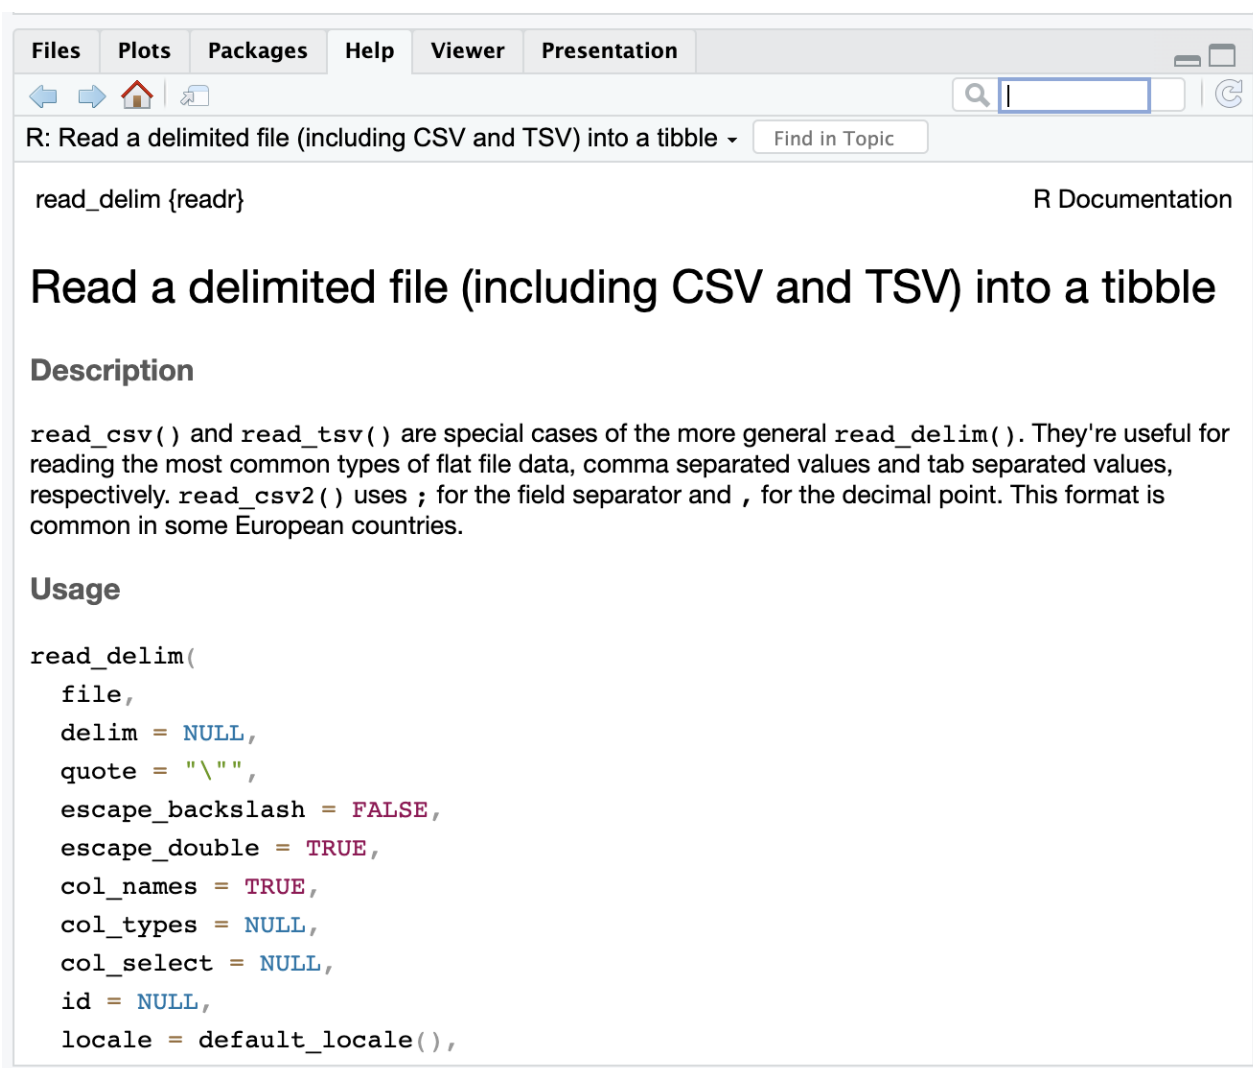 Files Plots Packages Help Viewer Presentation
R: Read a delimited file (including CSV and TSV) into a tibble Find in Topic
read_delim {readr} R Documentation
Read a delimited file (including CSV and TSV) into a tibble
Description
read_csv() and read_tsv() are special cases of the more general read_delim(). They're useful for
reading the most common types of flat file data, comma separated values and tab separated values,
respectively. read_csv2() uses ; for the field separator and , for the decimal point. This format is
common in some European countries.
Usage
read_delim(
  file,
  delim = NULL,
  quote = "\"",
  escape_backslash = FALSE,
  escape_double = TRUE,
  col_names = TRUE,
  col_types = NULL,
  col_select = NULL,
  id = NULL,
  locale = default_locale(),